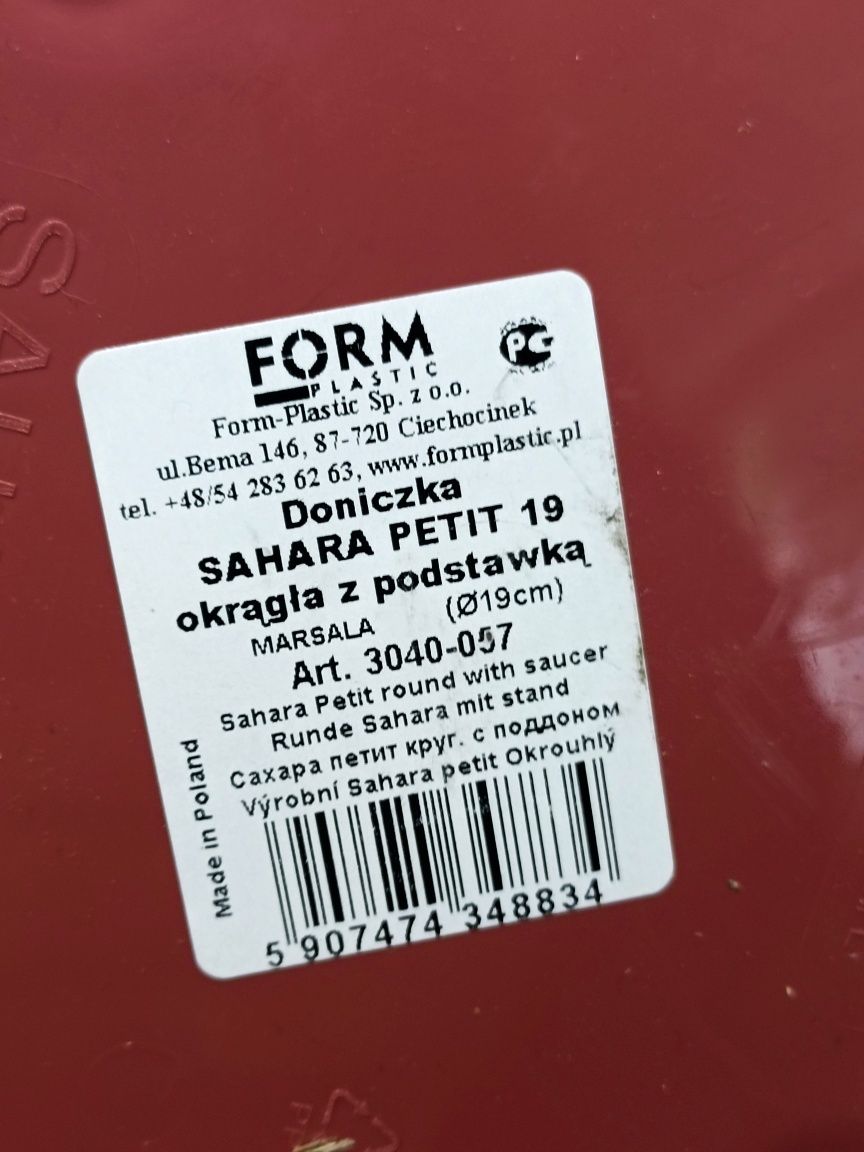 FORM
PLASTIC
PG
Form-Plastic Sp. z o.o.
ul.Bema 146, 87-720 Ciechocinek
tel. +48/54 283 62 63, www.formplastic.pl
Doniczka
SAHARA PETIT 19
okrągła z podstawką
MARSALA (Ø19cm)
Art. 3040-057
Sahara Petit round with saucer
Runde Sahara mit stand
Сахара петит круг. с поддоном
Výrobní Sahara petit Okrouhlý
Made in Poland
5 907474 348834